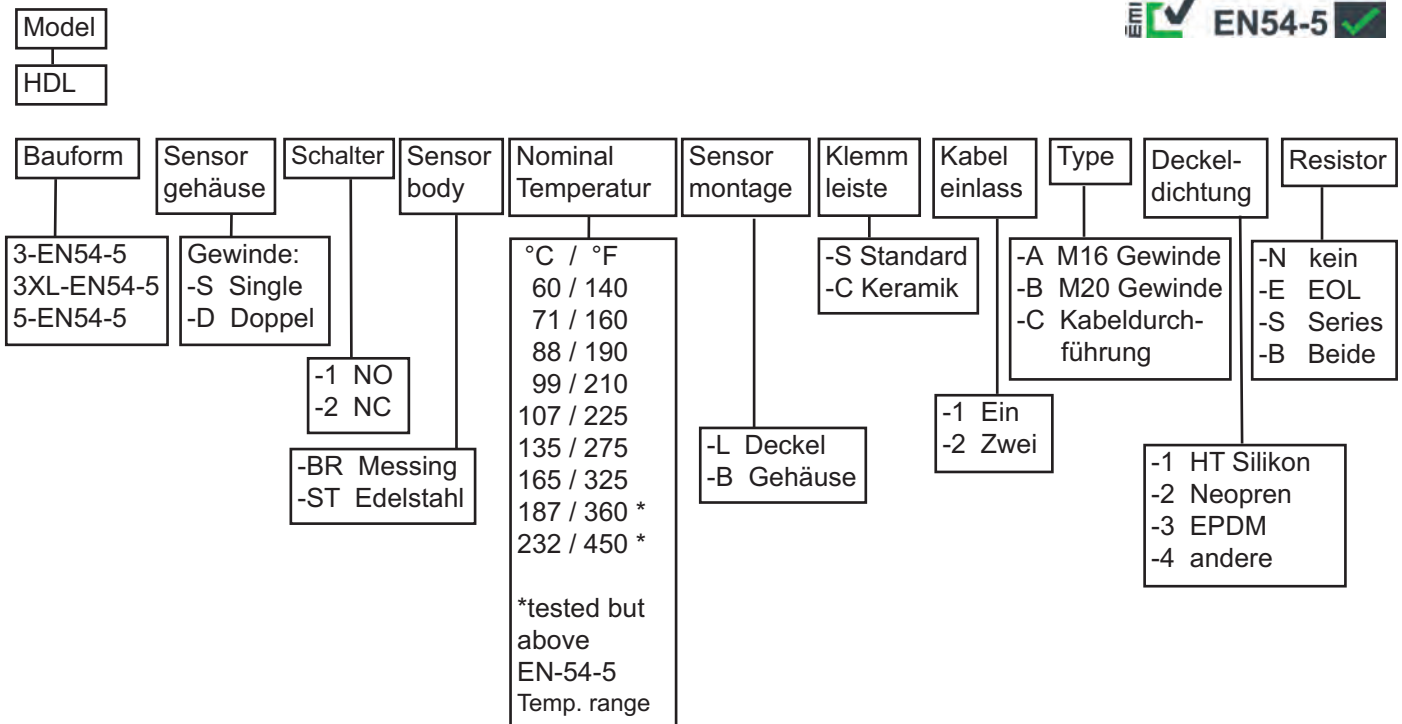 EMI
EN54-5
Model
HDL
Bauform
Sensor
gehäuse
Schalter
Sensor
body
Nominal
Temperatur
Sensor
montage
Klemm
leiste
Kabel
einlass
Type
Deckel-
dichtung
Resistor
3-EN54-5
3XL-EN54-5
5-EN54-5
Gewinde:
-S Single
-D Doppel
-1 NO
-2 NC
-BR Messing
-ST Edelstahl
°C / °F
60 / 140
71 / 160
88 / 190
99 / 210
107 / 225
135 / 275
165 / 325
187 / 360 *
232 / 450 *
*tested but
above
EN-54-5
Temp. range
-L Deckel
-B Gehäuse
-S Standard
-C Keramik
-1 Ein
-2 Zwei
-A M16 Gewinde
-B M20 Gewinde
-C Kabeldurch-
führung
-1 HT Silikon
-2 Neopren
-3 EPDM
-4 andere
-N kein
-E EOL
-S Series
-B Beide